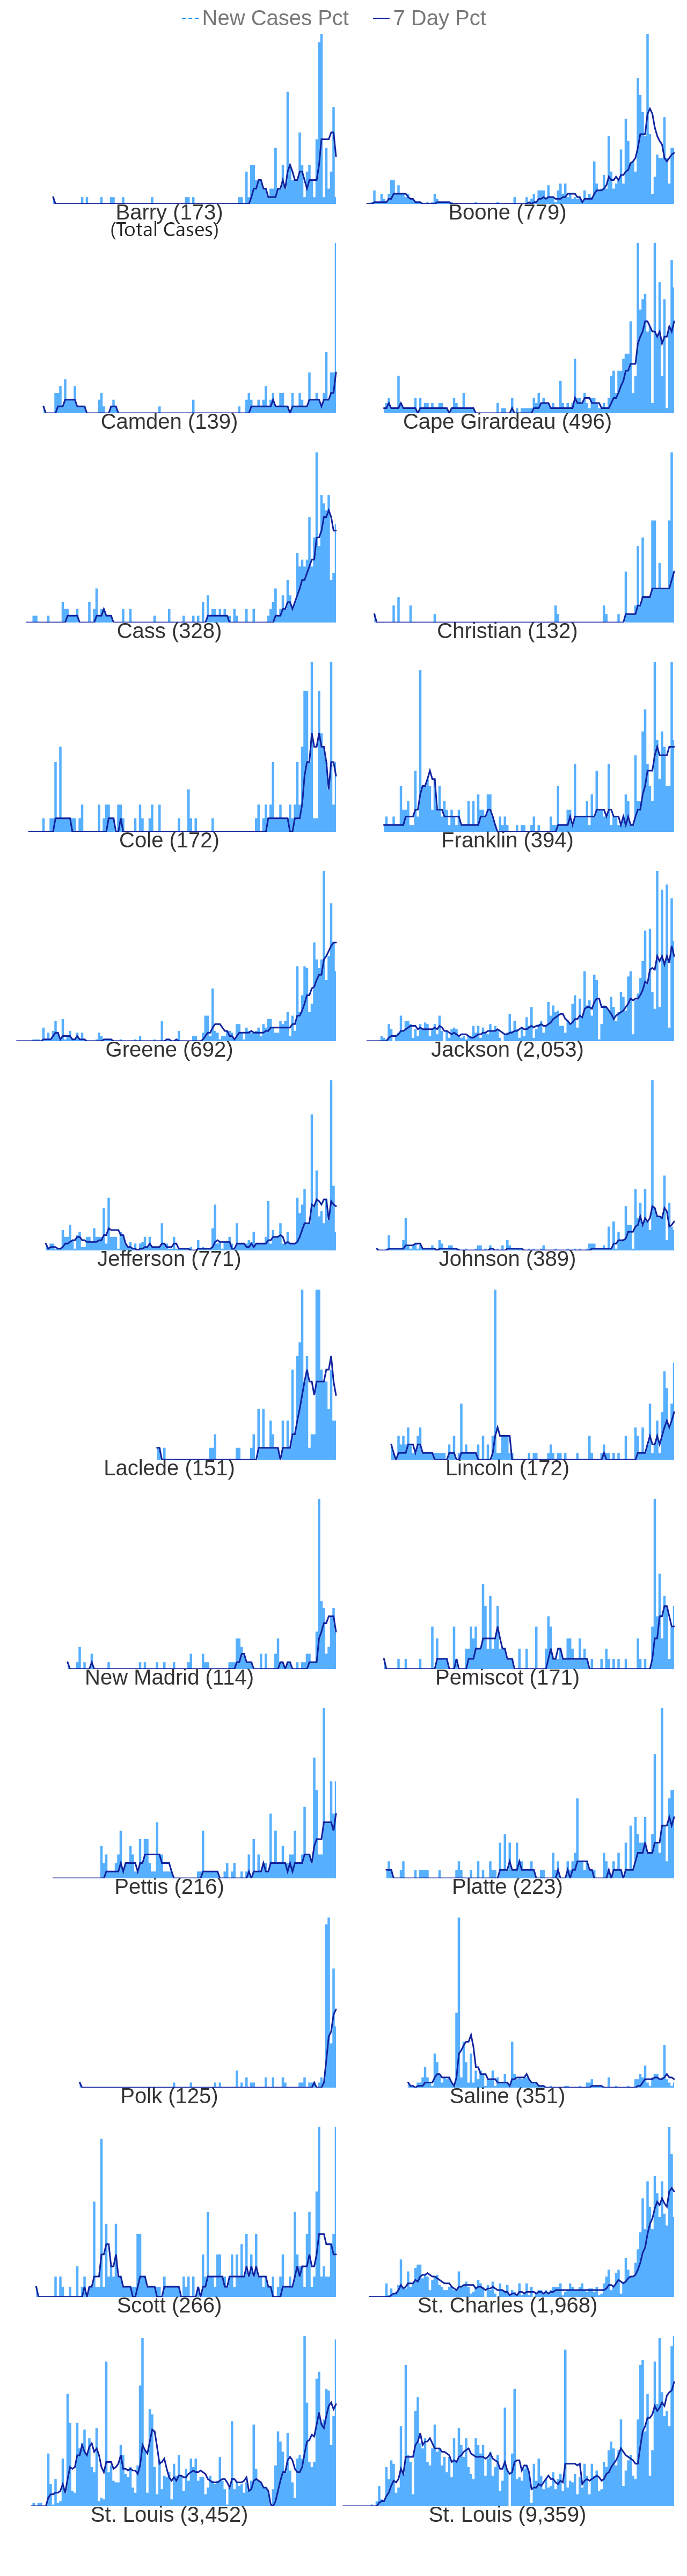 New Cases Pct 7 Day Pct
Barry (173) Boone (779)
(Total Cases)
Camden (139) Cape Girardeau (496)
Cass (328) Christian (132)
Cole (172) Franklin (394)
Greene (692) Jackson (2,053)
Jefferson (771) Johnson (389)
Laclede (151) Lincoln (172)
New Madrid (114) Pemiscot (171)
Pettis (216) Platte (223)
Polk (125) Saline (351)
Scott (266) St. Charles (1,968)
St. Louis (3,452) St. Louis (9,359)